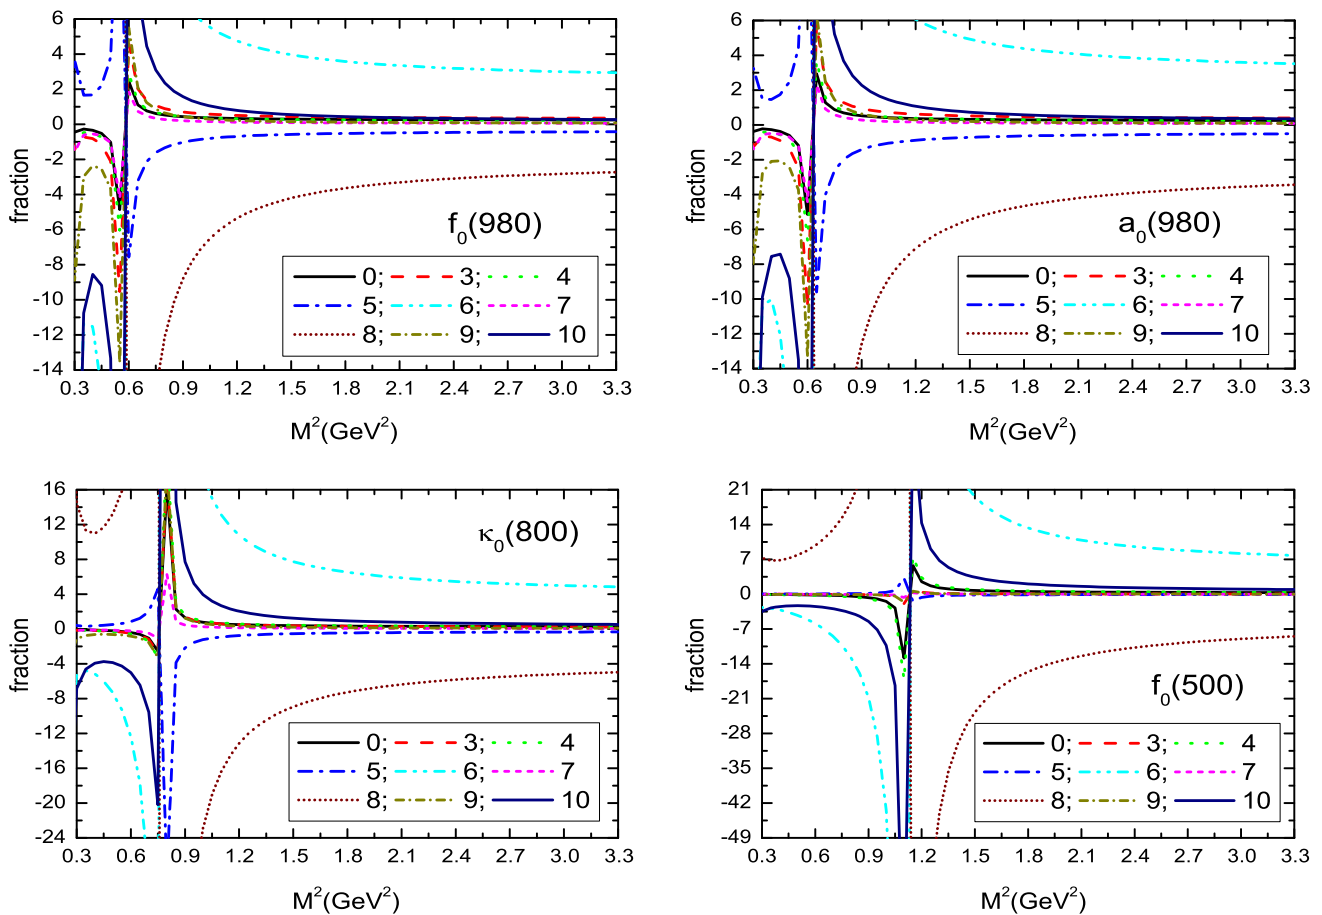 6
4
2
0
-2
-4
-6
-8
-10
-12
-14
fraction
f₀(980)
0; 3; 4
5; 6; 7
8; 9; 10
0.3 0.6 0.9 1.2 1.5 1.8 2.1 2.4 2.7 3.0 3.3
M²(GeV²)
6
4
2
0
-2
-4
-6
-8
-10
-12
-14
fraction
a₀(980)
0; 3; 4
5; 6; 7
8; 9; 10
0.3 0.6 0.9 1.2 1.5 1.8 2.1 2.4 2.7 3.0 3.3
M²(GeV²)
16
12
8
4
0
-4
-8
-12
-16
-20
-24
fraction
κ₀(800)
0; 3; 4
5; 6; 7
8; 9; 10
0.3 0.6 0.9 1.2 1.5 1.8 2.1 2.4 2.7 3.0 3.3
M²(GeV²)
21
14
7
0
-7
-14
-21
-28
-35
-42
-49
fraction
f₀(500)
0; 3; 4
5; 6; 7
8; 9; 10
0.3 0.6 0.9 1.2 1.5 1.8 2.1 2.4 2.7 3.0 3.3
M²(GeV²)